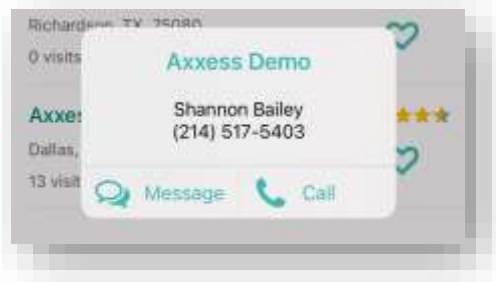 Richardson, TX, 75080
0 visits
Axxess Demo
Shannon Bailey
(214) 517-5403
Dallas,
13 visit
Message
Call